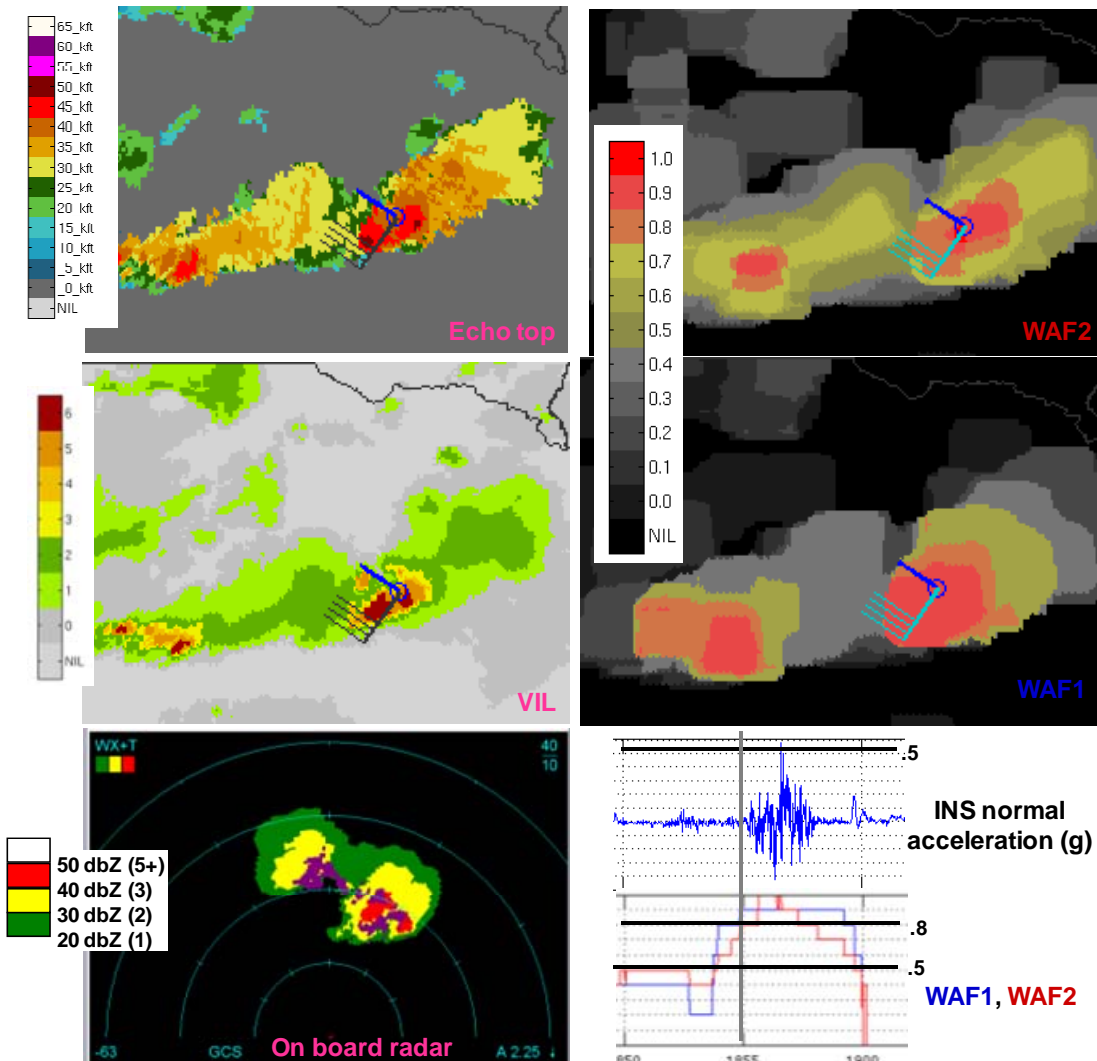 65_kft
60_kft
55_kft
50_kft
45_kft
40_kft
35_kft
30_kft
25_kft
20_kft
15_kft
10_kft
_5_kft
_0_kft
NIL
Echo top
1.0
0.9
0.8
0.7
0.6
0.5
0.4
0.3
0.2
0.1
0.0
NIL
WAF2
6
5
4
3
2
1
0
NIL
VIL
WAF1
WX+T
40
10
50 dbZ (5+)
40 dbZ (3)
30 dbZ (2)
20 dbZ (1)
-63
GCS
On board radar
A 2.25
.5
INS normal
acceleration (g)
.8
.5
WAF1, WAF2
850 1855 1900